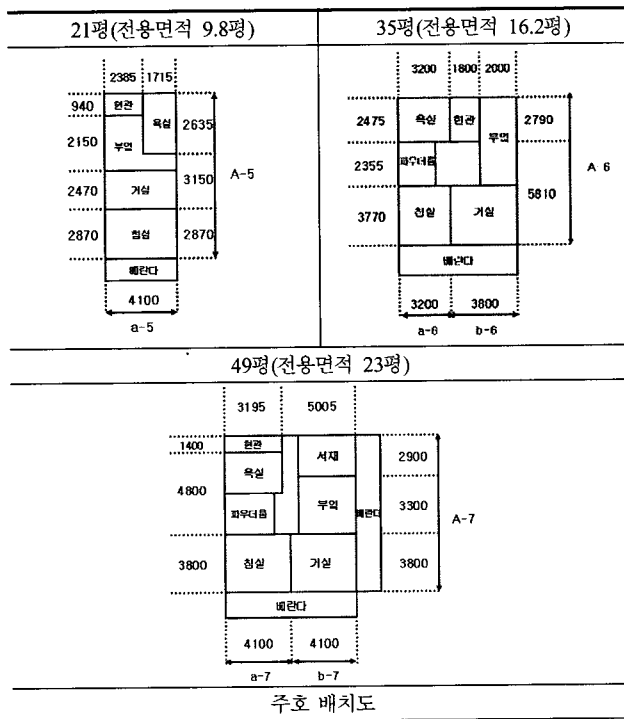 21평(전용면적 9.8평)
35평(전용면적 16.2평)
2385 1715
940
현관
욕실
2635
2150
부엌
3150
A-5
2470
거실
2870
침실
2870
베란다
4100
a-5
3200 1800 2000
2475
욕실
현관
부엌
2790
2355
파우더룸
5810
A-6
3770
침실
거실
베란다
3200 3800
a-6 b-6
49평(전용면적 23평)
3195 5005
1400
현관
서재
2900
욕실
4800
파우더룸
부엌
베란다
3300
A-7
3800
침실
거실
3800
베란다
4100 4100
a-7 b-7
주호 배치도